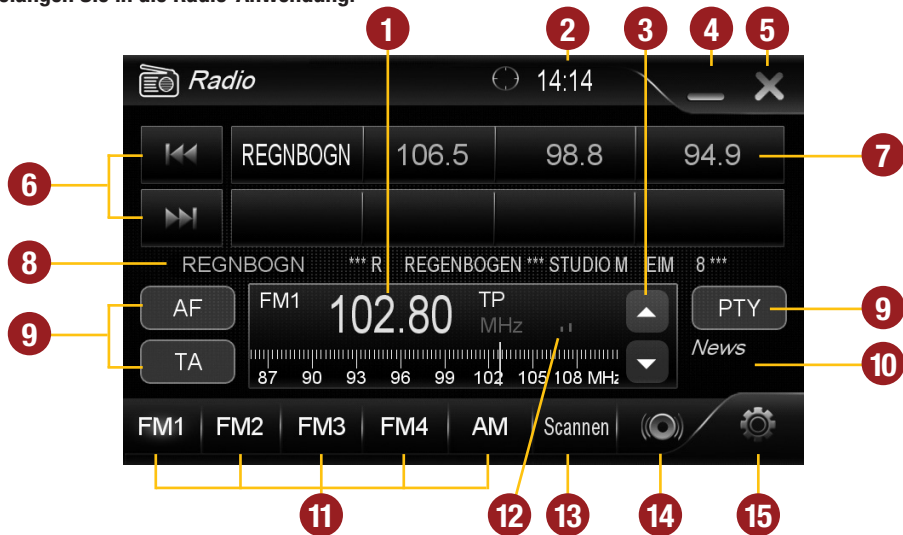 elangen Sie in die Radio-Anwendung.
1 2 3 4 5
Radio 14:14
REGNBOGN 106.5 98.8 94.9
6 7
8 REGNBOGN *** R REGENBOGEN *** STUDIO M EIM 8 ***
AF FM1 102.80 TP MHz PTY
9 9
TA News
87 90 93 96 99 102 105 108 MHz
10
FM1 FM2 FM3 FM4 AM Scannen
11 12 13 14 15